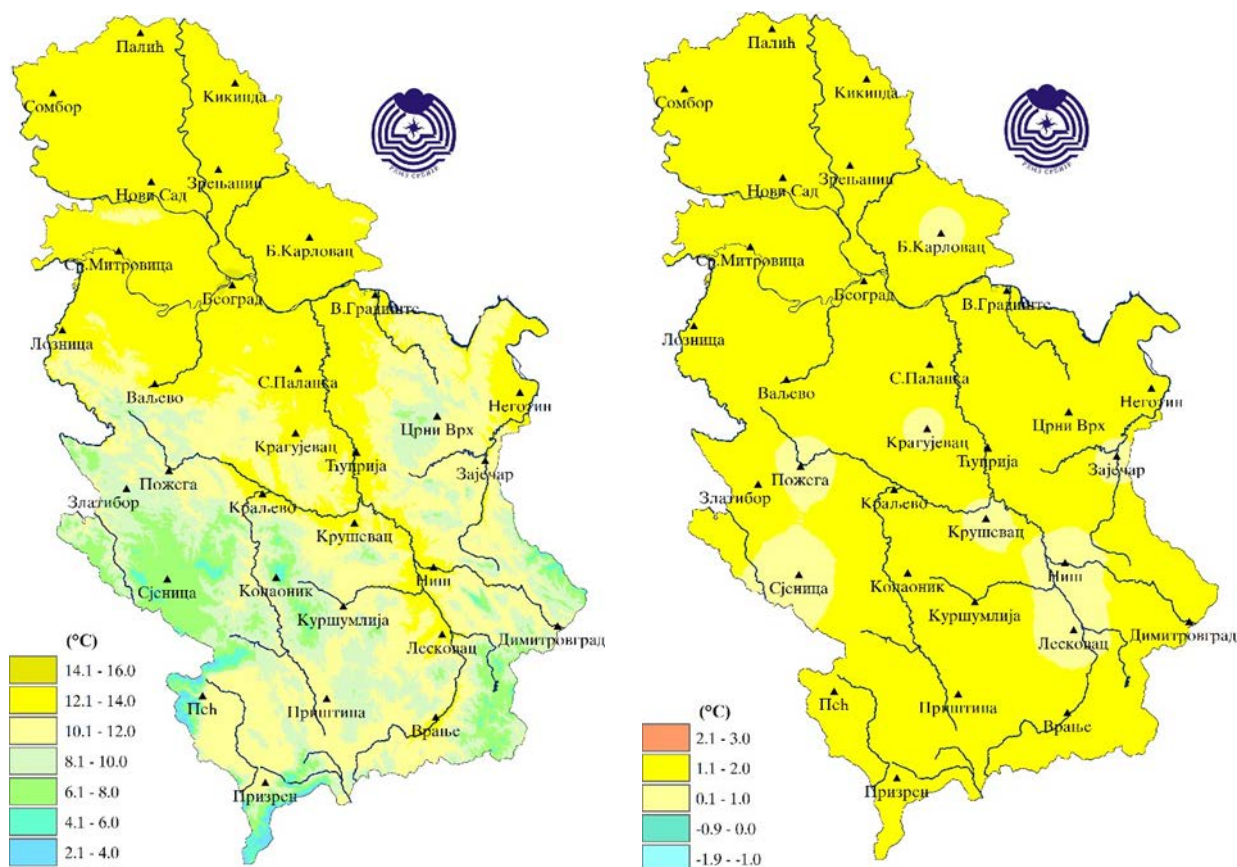 Палић
Кикинда
Сомбор
РХМЗ СРБИЈЕ
Зрењанин
Нови Сад
Б.Карловац
Ср.Митровица
Београд
В.Градиште
Лозница
С.Паланка
Ваљево
Неготин
Црни Врх
Крагујевац
Ћуприја
Зајечар
Пожега
Златибор
Краљево
Крушевац
Ниш
Сјеница
Копаоник
Куршумлија
Димитровград
Лесковац
(°C)
14.1 - 16.0
12.1 - 14.0
10.1 - 12.0
8.1 - 10.0
6.1 - 8.0
4.1 - 6.0
2.1 - 4.0
Пећ
Приштина
Врање
Призрен
Палић
Кикинда
Сомбор
РХМЗ СРБИЈЕ
Зрењанин
Нови Сад
Б.Карловац
Ср.Митровица
Београд
В.Градиште
Лозница
С.Паланка
Ваљево
Неготин
Црни Врх
Крагујевац
Ћуприја
Зајечар
Пожега
Златибор
Краљево
Крушевац
Ниш
Сјеница
Копаоник
Куршумлија
Димитровград
Лесковац
Пећ
Приштина
Врање
Призрен
(°C)
2.1 - 3.0
1.1 - 2.0
0.1 - 1.0
-0.9 - 0.0
-1.9 - -1.0